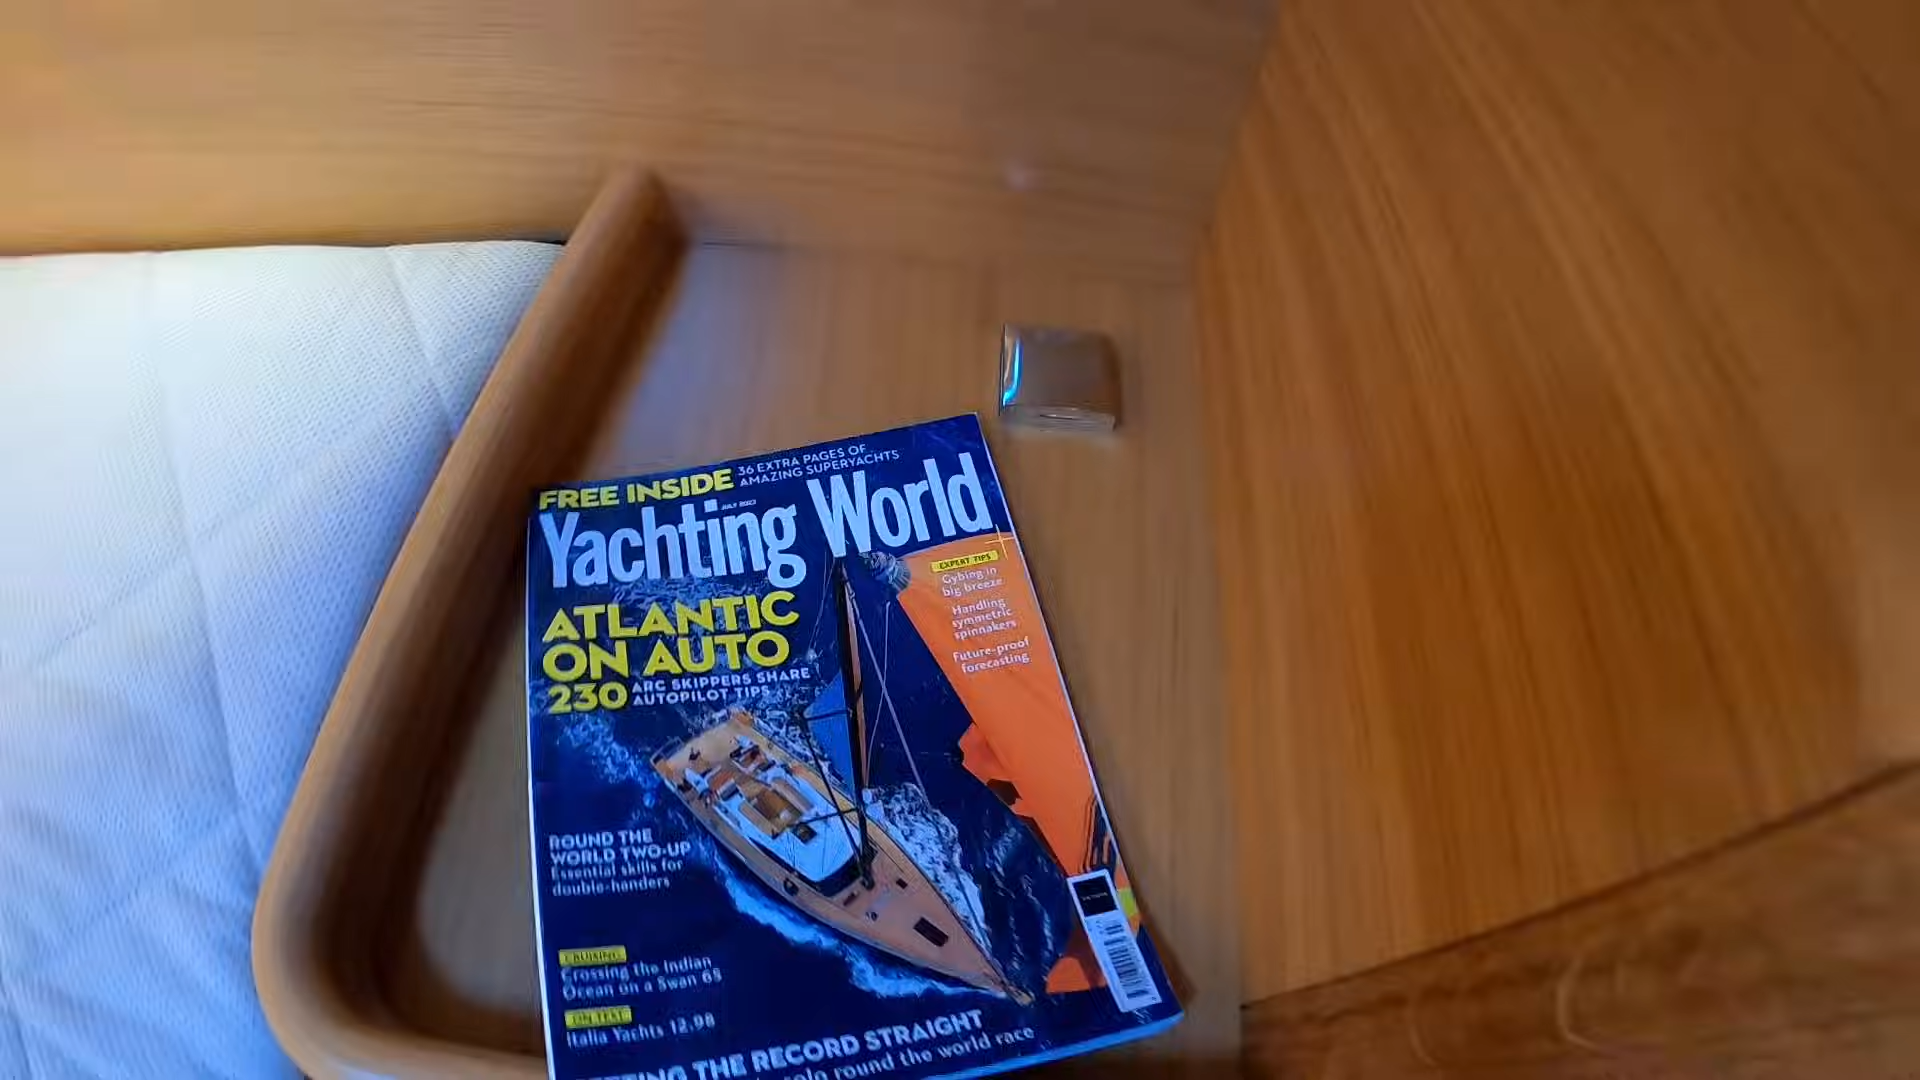 FREE INSIDE 36 EXTRA PAGES OF
AMAZING SUPERYACHTS
JULY 2023
Yachting World
EXPERT TIPS
Gybing in
big breeze
Handling
symmetric
spinnakers
Future-proof
forecasting
ATLANTIC
ON AUTO
230 ARC SKIPPERS SHARE
AUTOPILOT TIPS
ROUND THE
WORLD TWO-UP
Essential skills for
double-handers
CRUISING
Crossing the Indian
Ocean on a Swan 65
ON TEST
Italia Yachts 12.98
THE RECORD STRAIGHT
solo round the world race